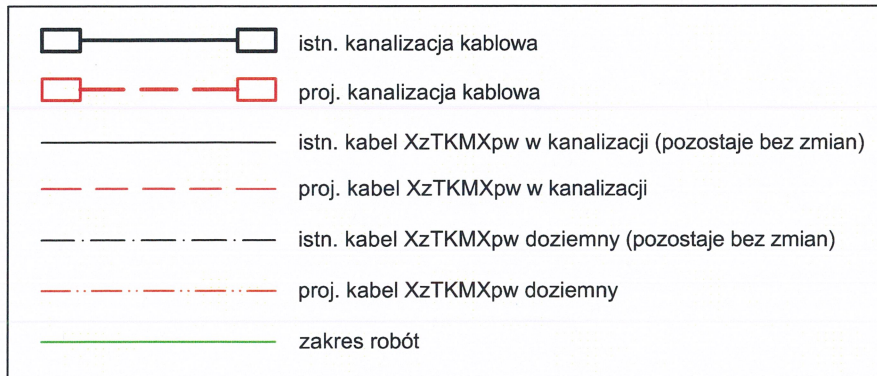 istn. kanalizacja kablowa
proj. kanalizacja kablowa
istn. kabel XzTKMXpw w kanalizacji (pozostaje bez zmian)
proj. kabel XzTKMXpw w kanalizacji
istn. kabel XzTKMXpw doziemny (pozostaje bez zmian)
proj. kabel XzTKMXpw doziemny
zakres robót